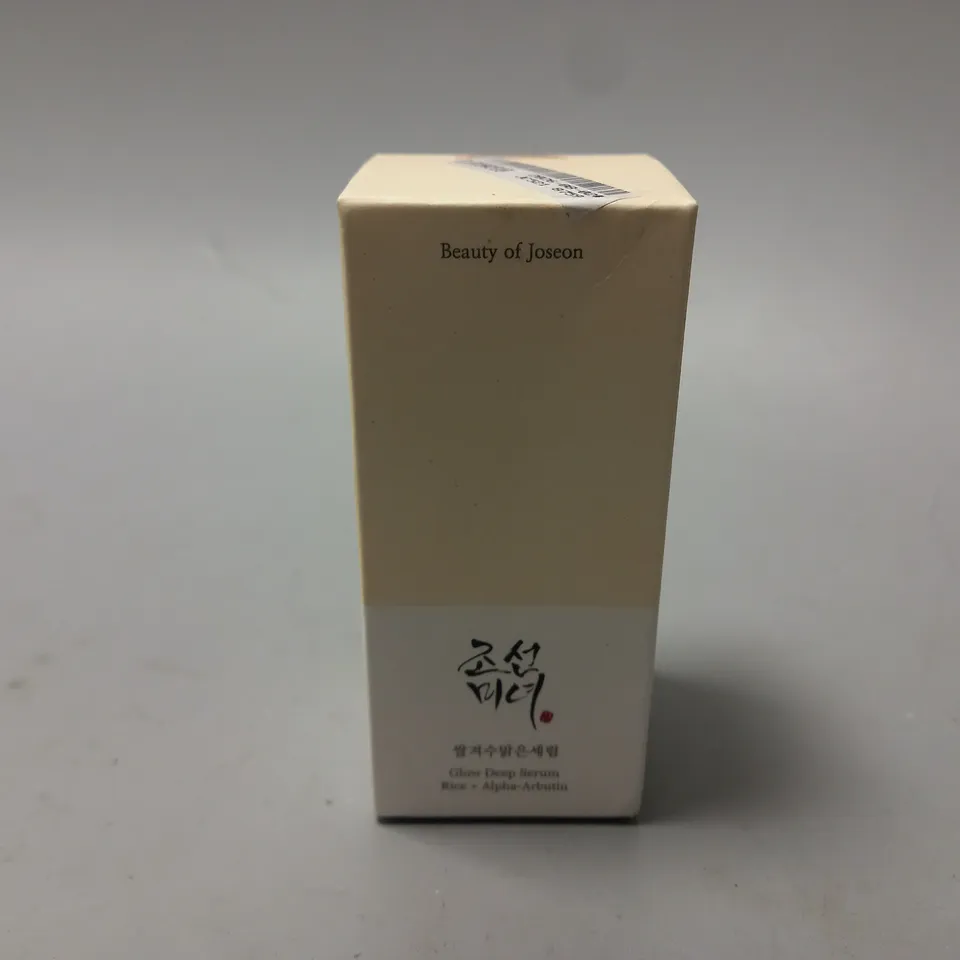 Beauty of Joseon
조선
미녀
쌀겨수맑은세럼
Glow Deep Serum
Rice + Alpha-Arbutin